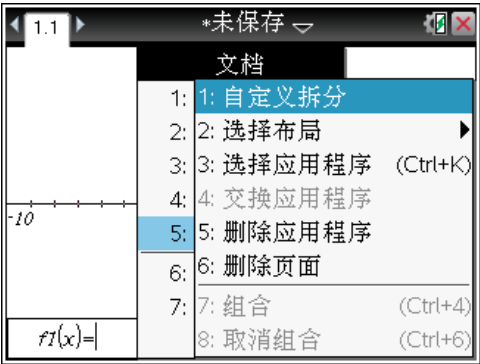 1.1 *未保存
文档
1: 1: 自定义拆分
2: 2: 选择布局
3: 3: 选择应用程序 (Ctrl+K)
4: 4: 交换应用程序
5: 5: 删除应用程序
6: 6: 删除页面
7: 7: 组合 (Ctrl+4)
8: 取消组合 (Ctrl+6)
-10
f1(x)=